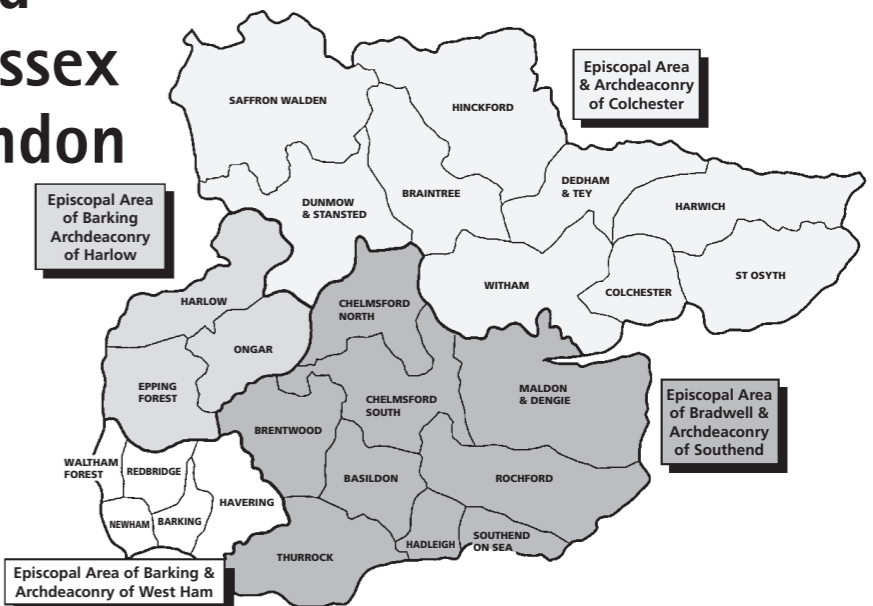 ssex
ndon
Episcopal Area
& Archdeaconry
of Colchester
SAFFRON WALDEN
HINCKFORD
Episcopal Area
of Barking
Archdeaconry
of Harlow
DUNMOW
& STANSTED
BRAINTREE
DEDHAM
& TEY
HARWICH
WITHAM
COLCHESTER
ST OSYTH
HARLOW
CHELMSFORD
NORTH
ONGAR
EPPING
FOREST
CHELMSFORD
SOUTH
MALDON
& DENGIE
Episcopal Area
of Bradwell &
Archdeaconry
of Southend
BRENTWOOD
WALTHAM
FOREST
REDBRIDGE
BASILDON
ROCHFORD
HAVERING
NEWHAM
BARKING
HADLEIGH
SOUTHEND
ON SEA
THURROCK
Episcopal Area of Barking &
Archdeaconry of West Ham